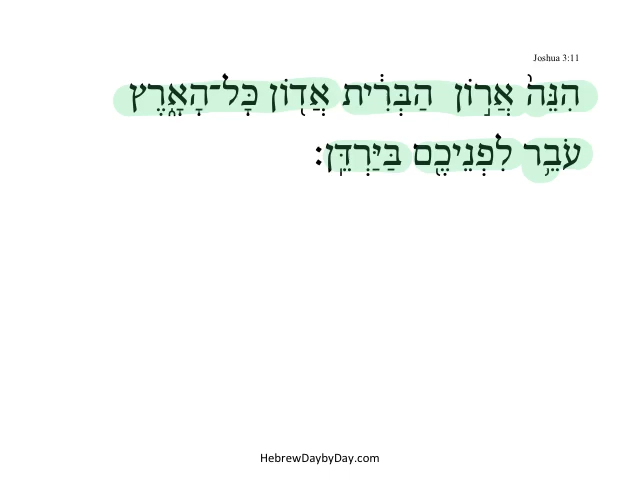 Joshua 3:11
הִנֵּה֙ אֲר֣וֹן הַבְּרִ֔ית אֲד֖וֹן כׇּל־הָאָ֑רֶץ
עֹבֵ֥ר לִפְנֵיכֶ֖ם בַּיַּרְדֵּֽן׃
HebrewDaybyDay.com